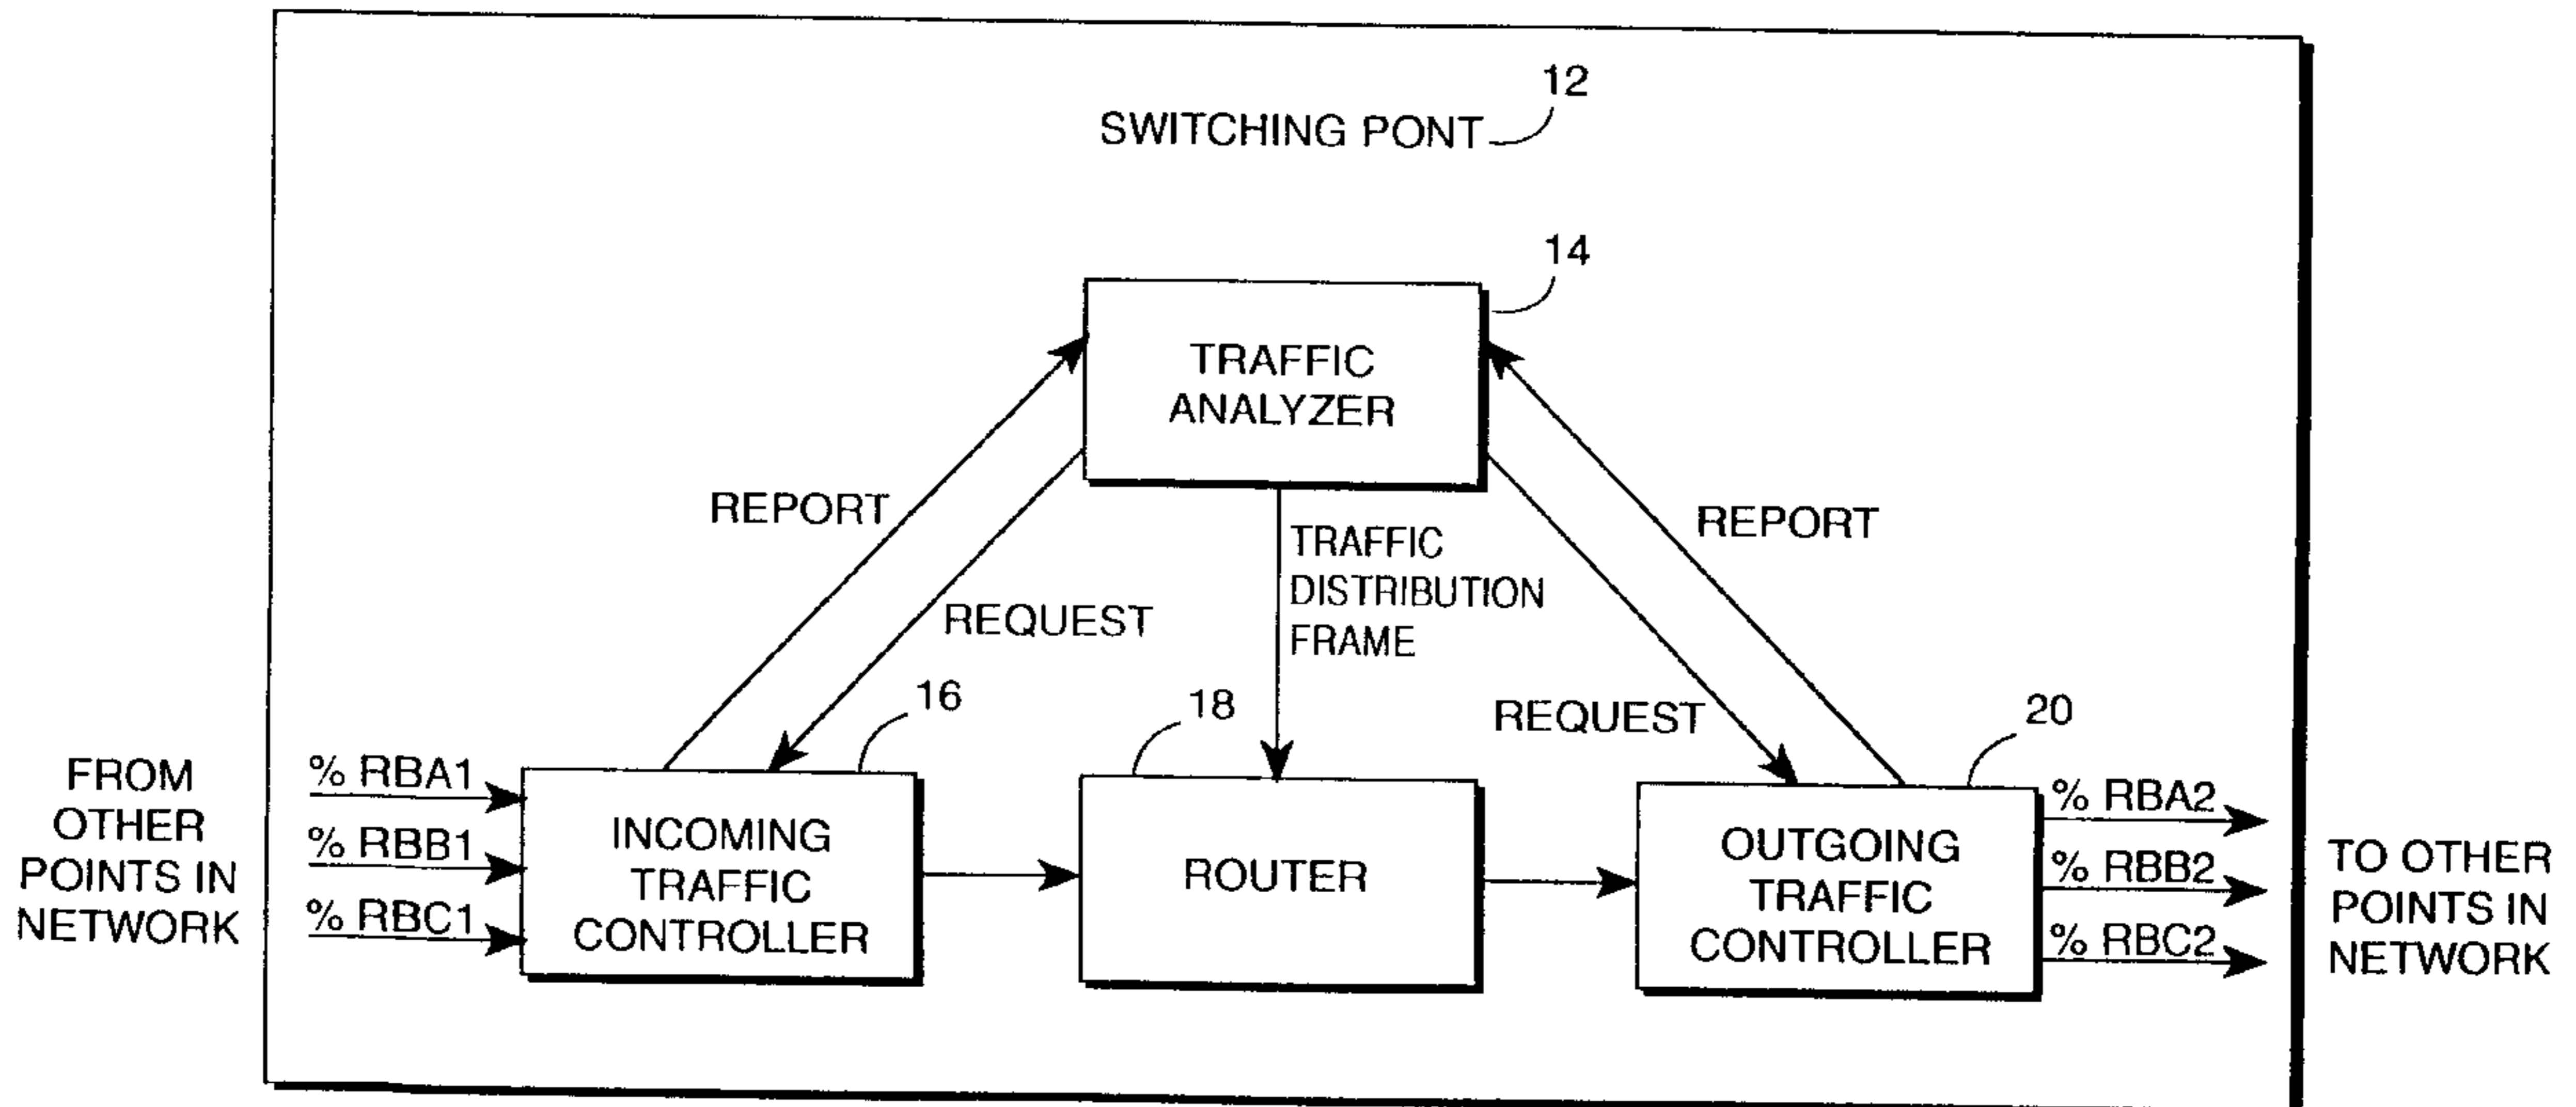 12
SWITCHING PONT
14
TRAFFIC
ANALYZER
REPORT
REPORT
TRAFFIC
DISTRIBUTION
FRAME
REQUEST
REQUEST
16
18
20
FROM
OTHER
POINTS IN
NETWORK
% RBA1
% RBB1
% RBC1
INCOMING
TRAFFIC
CONTROLLER
ROUTER
OUTGOING
TRAFFIC
CONTROLLER
% RBA2
% RBB2
% RBC2
TO OTHER
POINTS IN
NETWORK